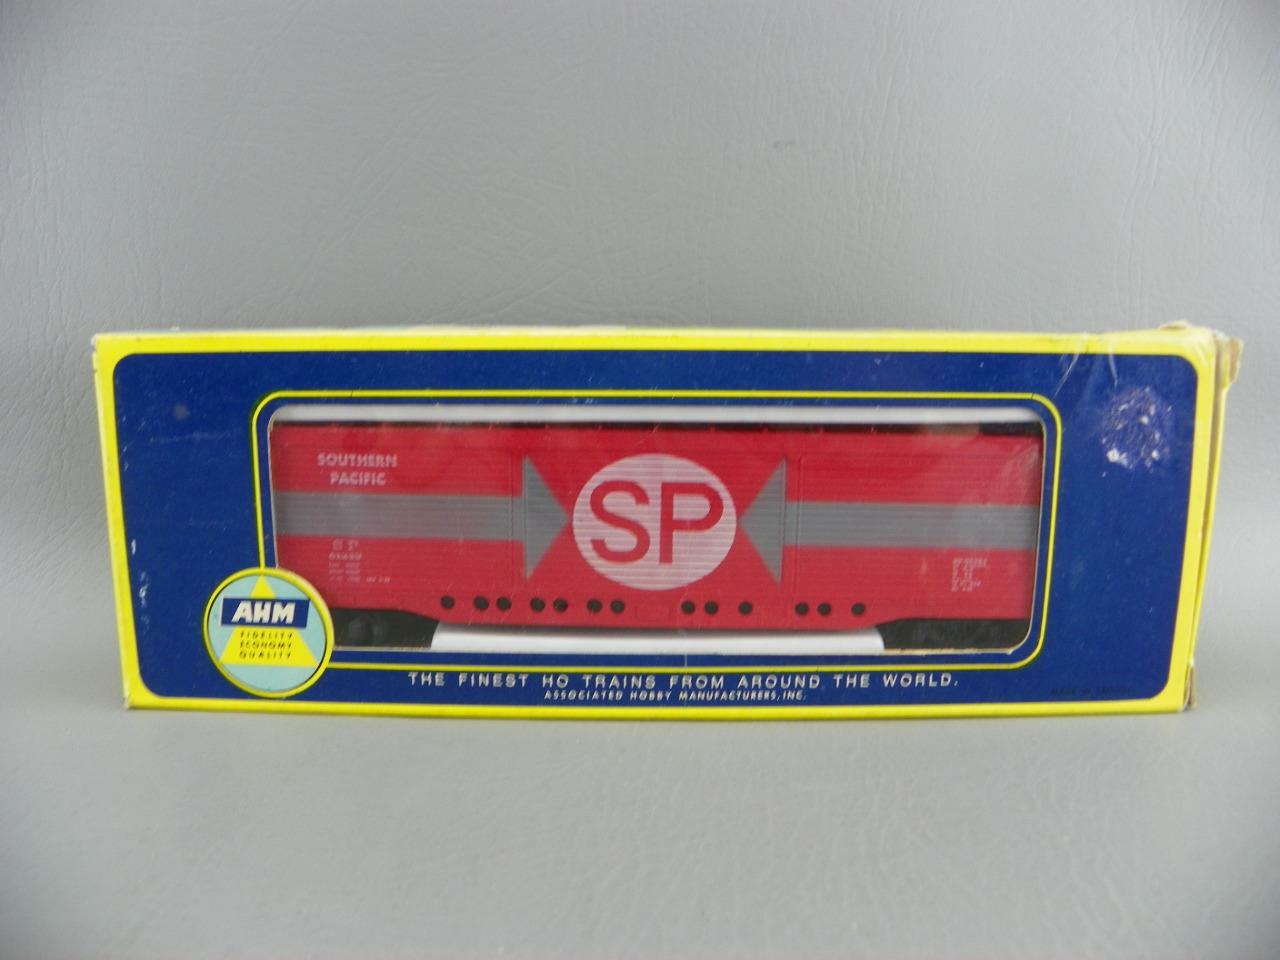 SOUTHERN
PACIFIC
SP
AHM
FIDELITY
ECONOMY
QUALITY
THE FINEST HO TRAINS FROM AROUND THE WORLD.
ASSOCIATED HOBBY MANUFACTURERS, INC.